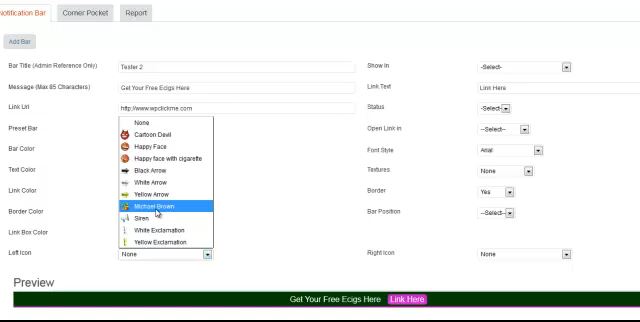 Notification Bar Corner Pocket Report
Add Bar
Bar Title (Admin Reference Only) Tester 2 Show In -Select-
Message (Max 85 Characters) Get Your Free Ecigs Here Link Text Link Here
Link Url http://www.wpclickme.com Status -Select-
Preset Bar None Open Link in --Select--
Cartoon Devil
Bar Color Happy Face Font Style Arial
Happy face with cigarette
Text Color Black Arrow Textures None
White Arrow
Link Color Yellow Arrow Border Yes
Michael Brown
Border Color Siren Bar Position --Select--
Link Box Color White Exclamation
Yellow Exclamation
Left Icon None Right Icon None
Preview
Get Your Free Ecigs Here Link Here